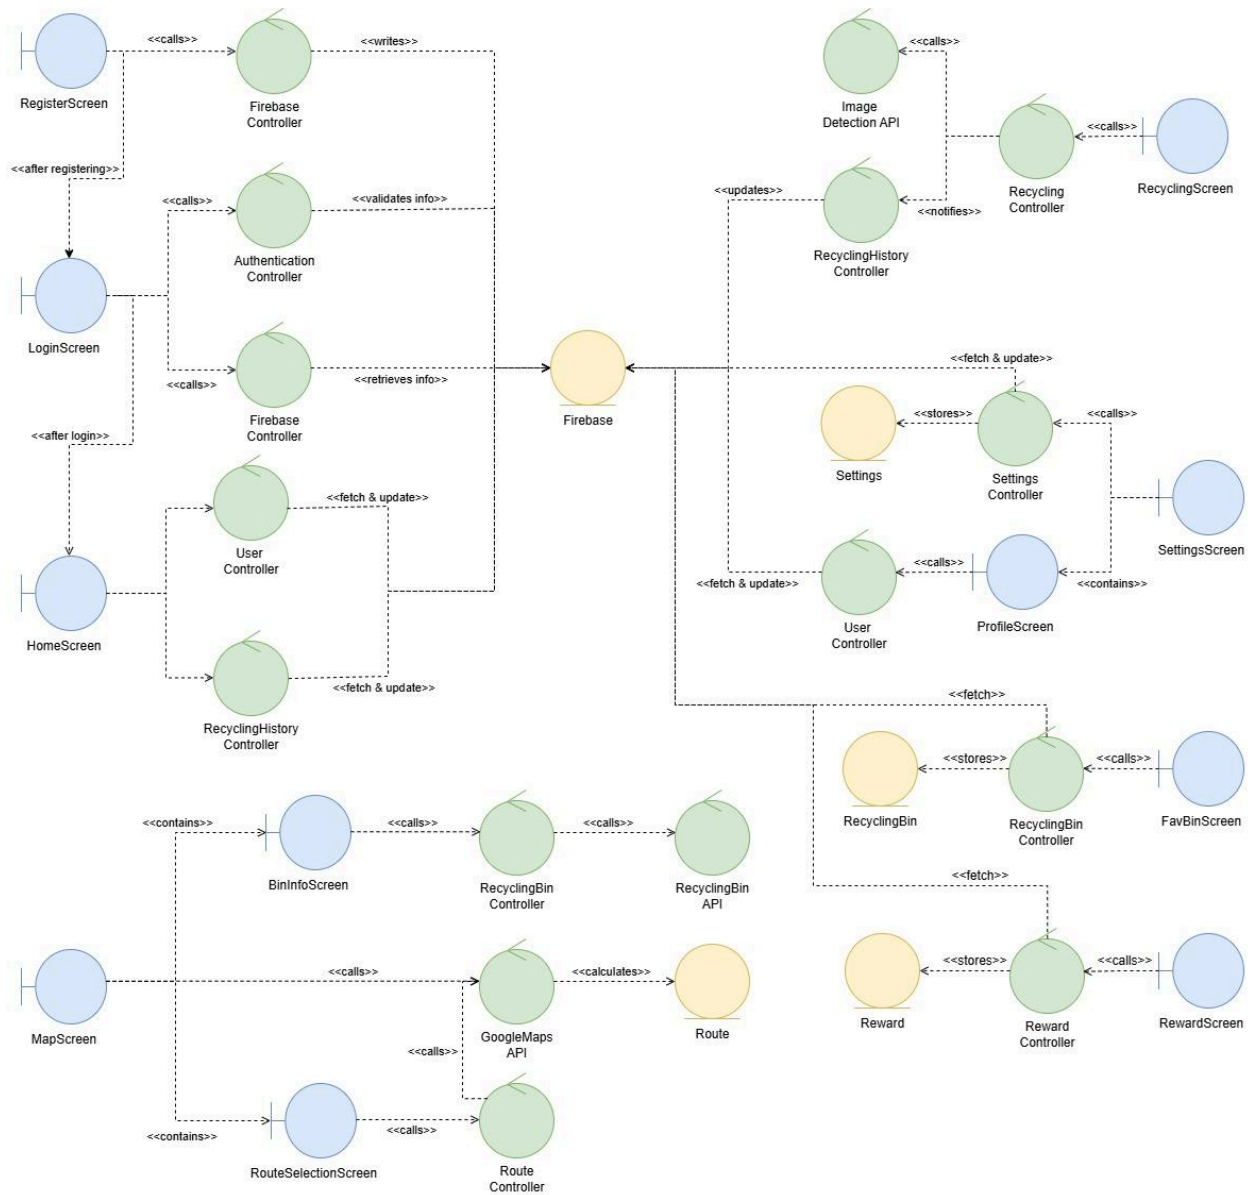 <<calls>>
<<writes>>
RegisterScreen
Firebase
Controller
<<after registering>>
<<calls>>
<<validates info>>
Authentication
Controller
LoginScreen
<<calls>>
<<retrieves info>>
Firebase
Controller
<<after login>>
<<fetch & update>>
User
Controller
HomeScreen
<<fetch & update>>
RecyclingHistory
Controller
Firebase
<<calls>>
Image
Detection API
<<calls>>
Recycling
Controller
RecyclingScreen
<<updates>>
<<notifies>>
RecyclingHistory
Controller
<<fetch & update>>
<<stores>>
<<calls>>
Settings
Settings
Controller
SettingsScreen
<<calls>>
<<fetch & update>>
<<contains>>
User
Controller
ProfileScreen
<<fetch>>
<<stores>>
<<calls>>
RecyclingBin
RecyclingBin
Controller
FavBinScreen
<<fetch>>
<<stores>>
<<calls>>
Reward
Reward
Controller
RewardScreen
<<contains>>
<<calls>>
<<calls>>
BinInfoScreen
RecyclingBin
Controller
RecyclingBin
API
<<calls>>
<<calculates>>
MapScreen
GoogleMaps
API
Route
<<calls>>
<<contains>>
<<calls>>
RouteSelectionScreen
Route
Controller